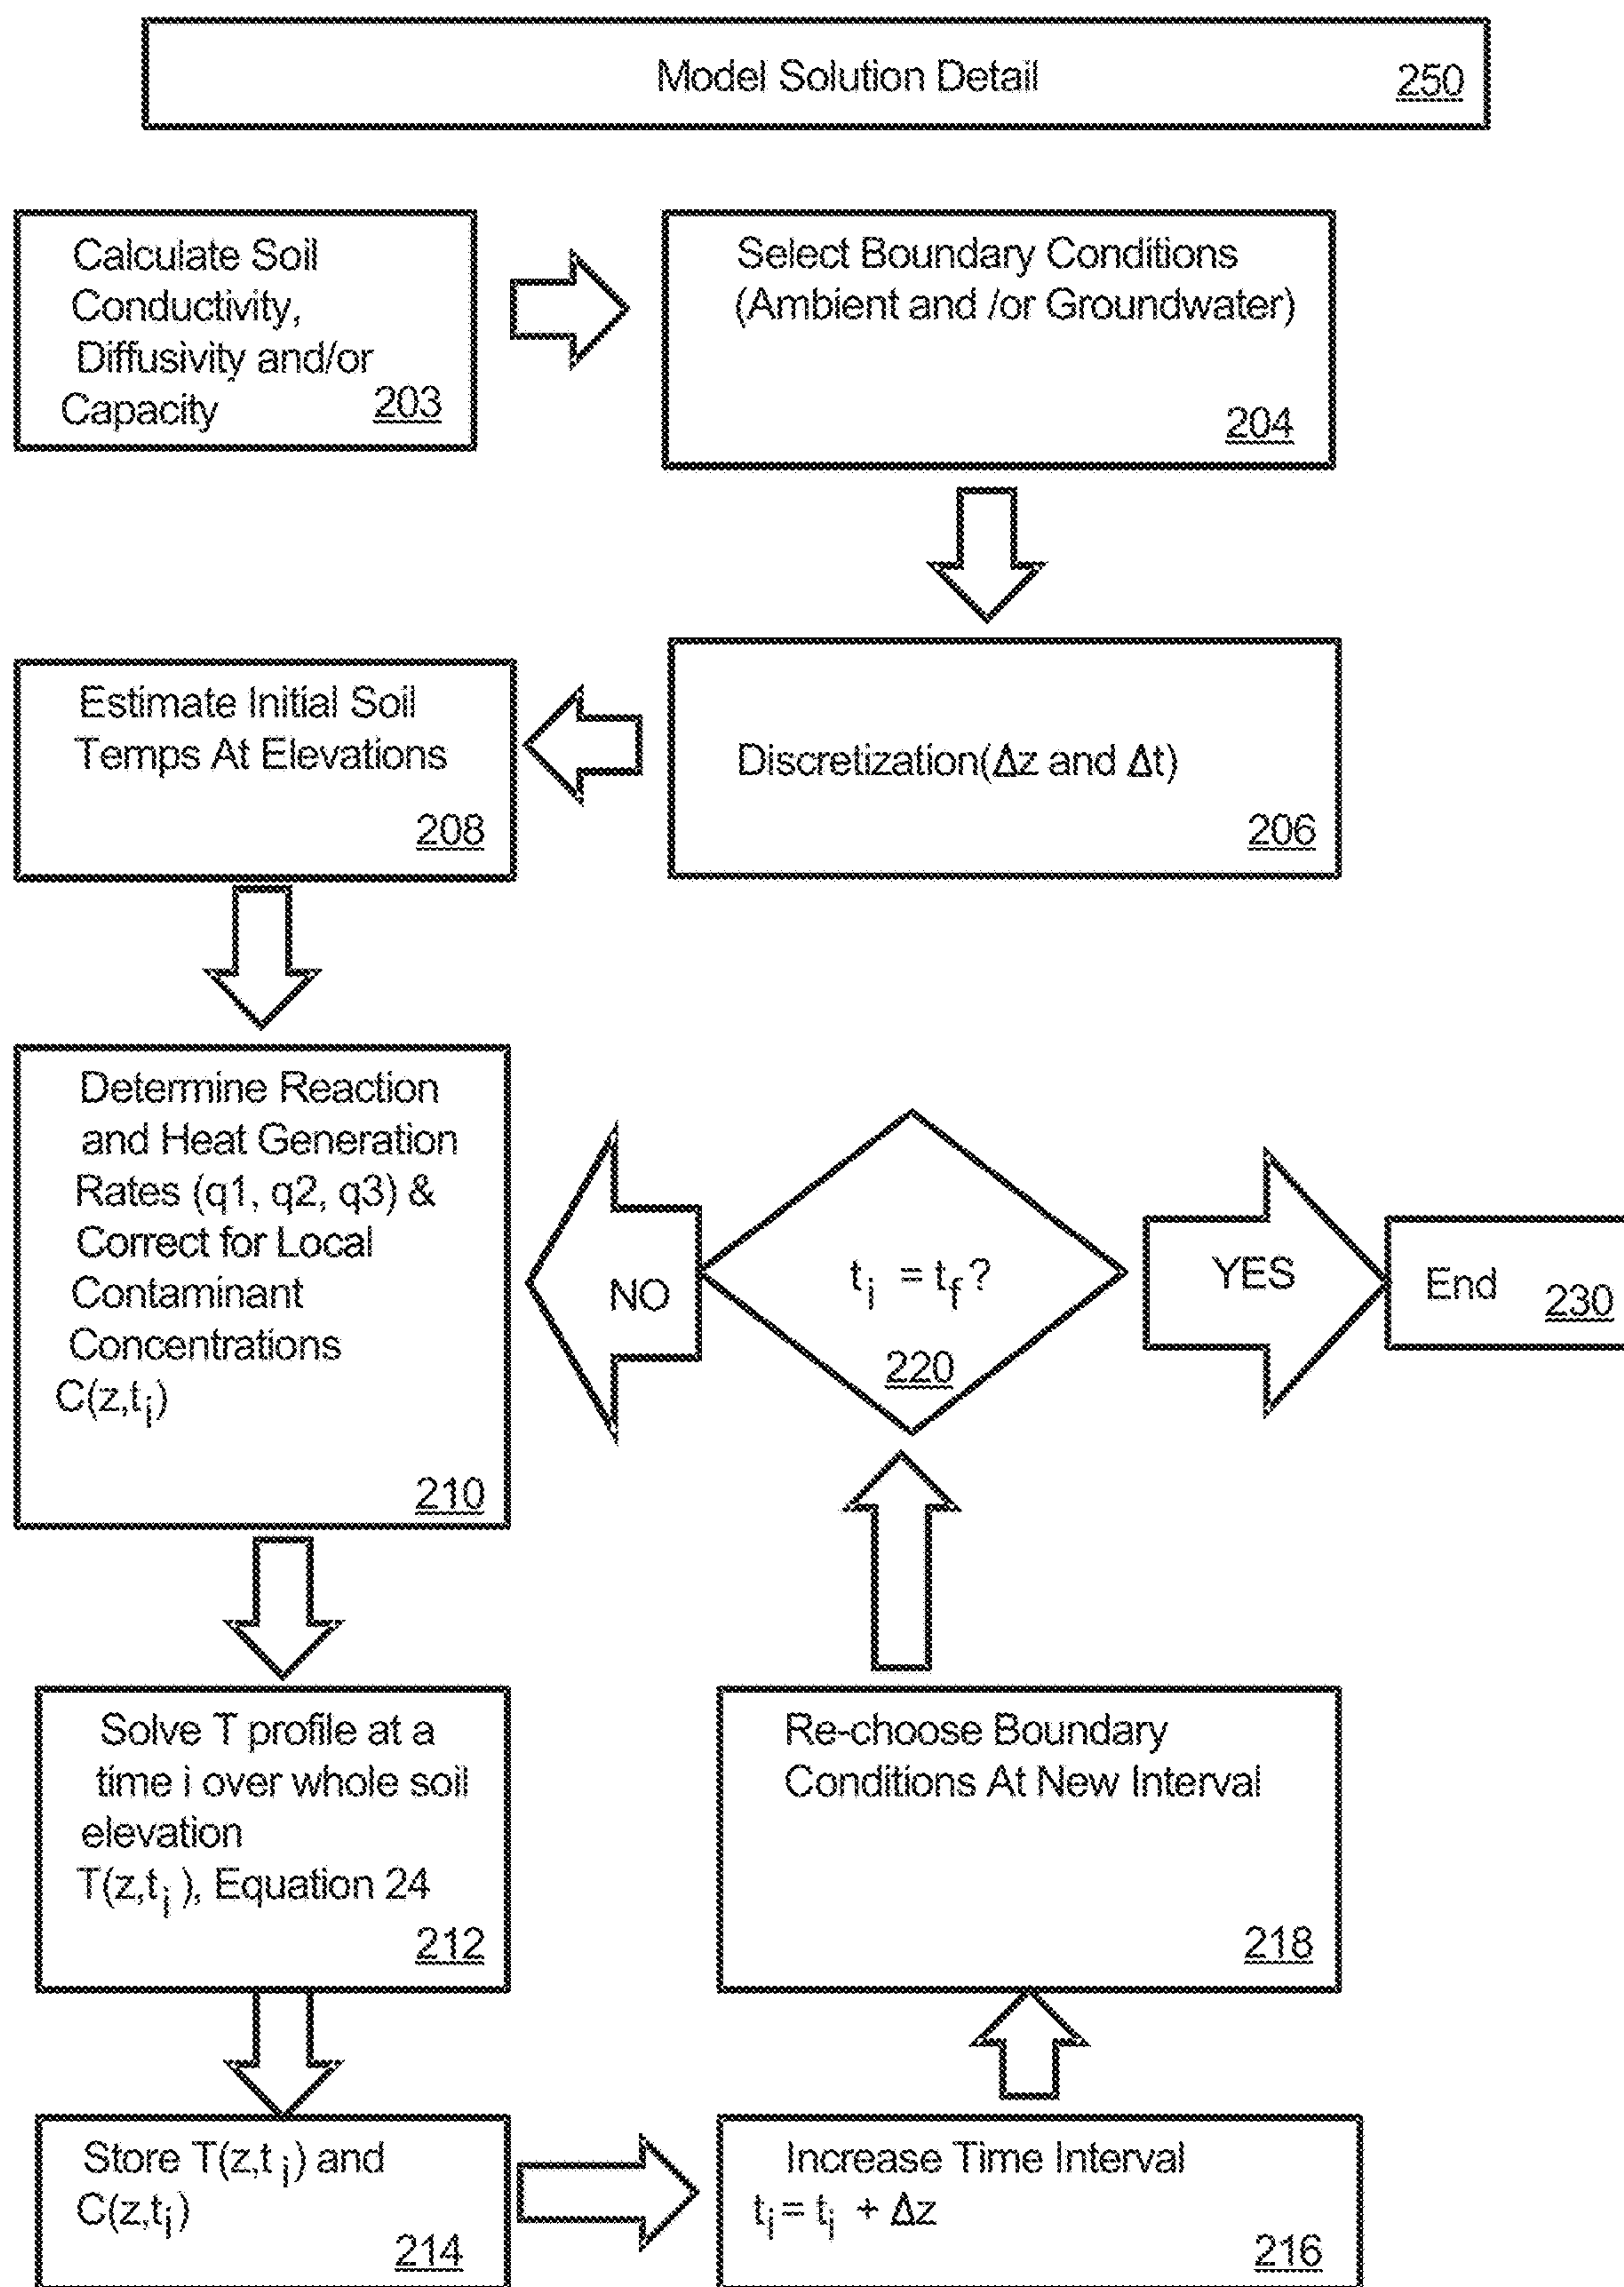 Model Solution Detail 250
Calculate Soil
Conductivity,
Diffusivity and/or
Capacity 203
Select Boundary Conditions
(Ambient and /or Groundwater)
204
Discretization(Δz and Δt)
206
Estimate Initial Soil
Temps At Elevations
208
Determine Reaction
and Heat Generation
Rates (q1, q2, q3) &
Correct for Local
Contaminant
Concentrations
C(z,tᵢ)
210
NO
tᵢ = t_f ?
220
YES
End 230
Solve T profile at a
time i over whole soil
elevation
T(z,tᵢ ), Equation 24
212
Re-choose Boundary
Conditions At New Interval
218
Store T(z,tᵢ) and
C(z,tᵢ)
214
Increase Time Interval
tᵢ = tᵢ + Δz
216